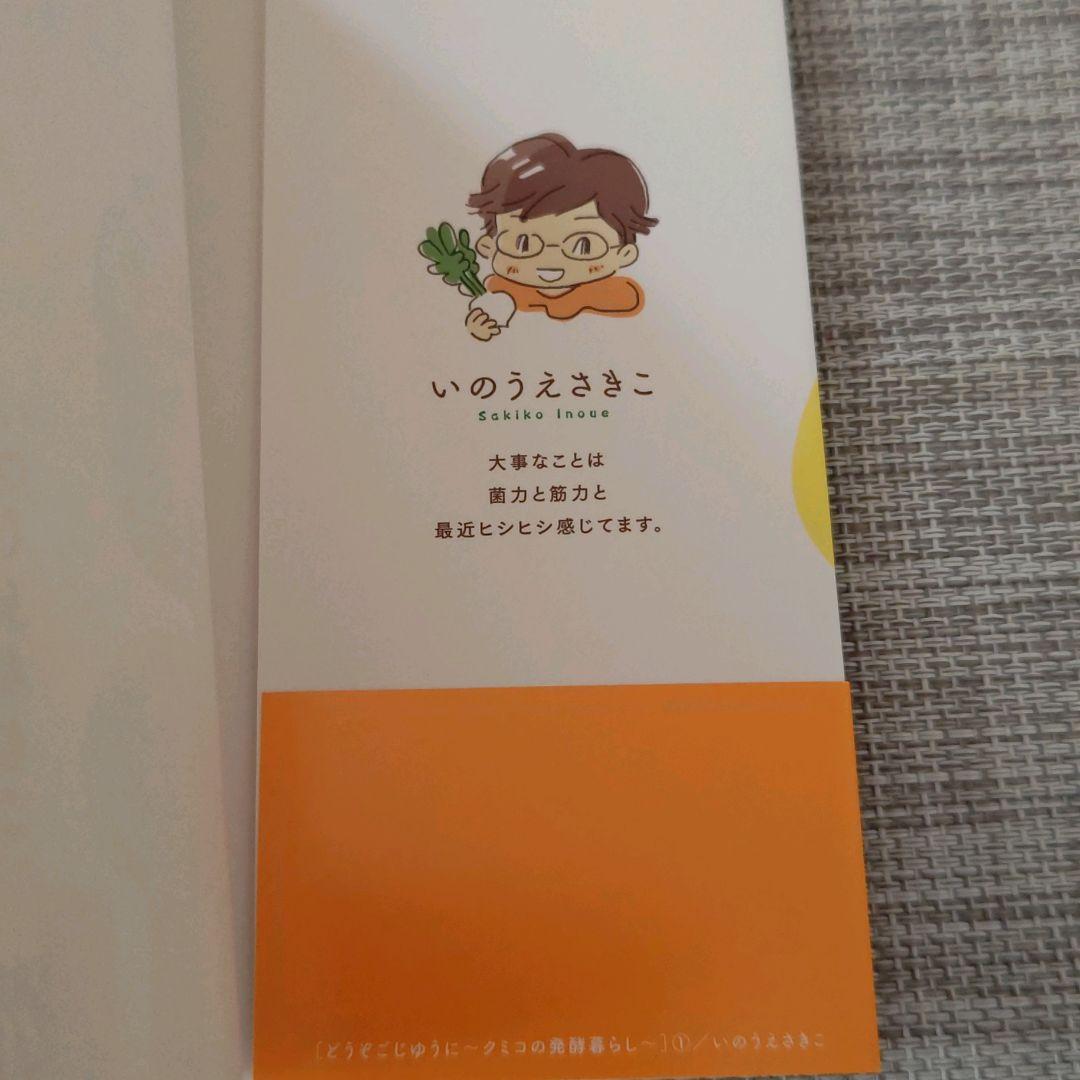 いのうえさきこ
Sakiko Inoue
大事なことは
菌力と筋力と
最近ヒシヒシ感じてます。
[どうぞごじゆうに〜クミコの発酵暮らし〜]①／いのうえさきこ